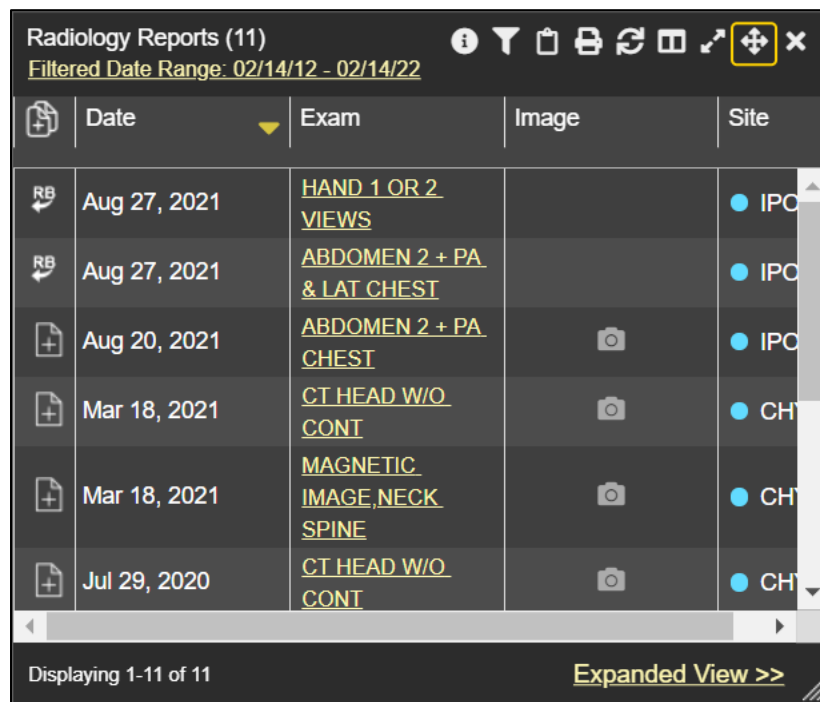 Radiology Reports (11)
Filtered Date Range: 02/14/12 - 02/14/22
Date Exam Image Site
RB Aug 27, 2021 HAND 1 OR 2 VIEWS IPO
RB Aug 27, 2021 ABDOMEN 2 + PA & LAT CHEST IPO
Aug 20, 2021 ABDOMEN 2 + PA CHEST IPO
Mar 18, 2021 CT HEAD W/O CONT CHY
Mar 18, 2021 MAGNETIC IMAGE,NECK SPINE CHY
Jul 29, 2020 CT HEAD W/O CONT CHY
Displaying 1-11 of 11
Expanded View >>